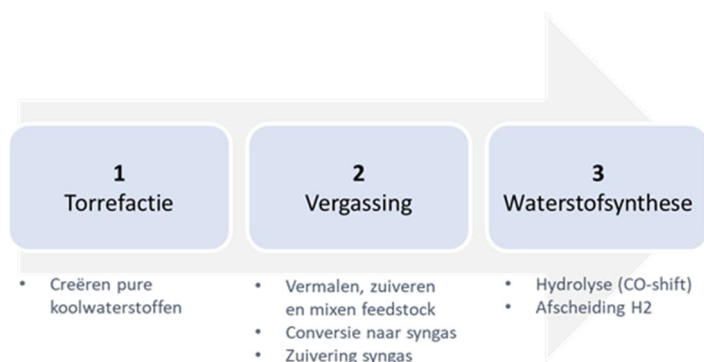 1
Torrefactie
• Creëren pure
koolwaterstoffen
2
Vergassing
• Vermalen, zuiveren
en mixen feedstock
• Conversie naar syngas
• Zuivering syngas
3
Waterstofsynthese
• Hydrolyse (CO-shift)
• Afscheiding H2